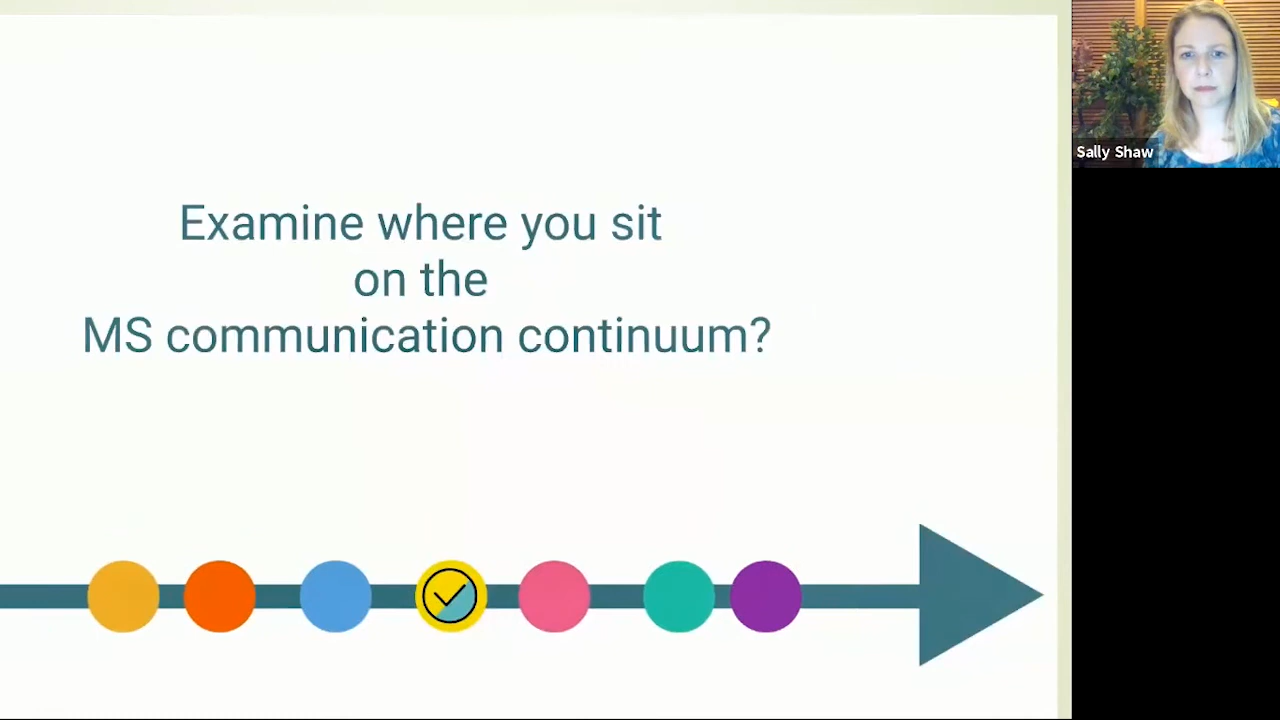 Examine where you sit
on the
MS communication continuum?
Sally Shaw